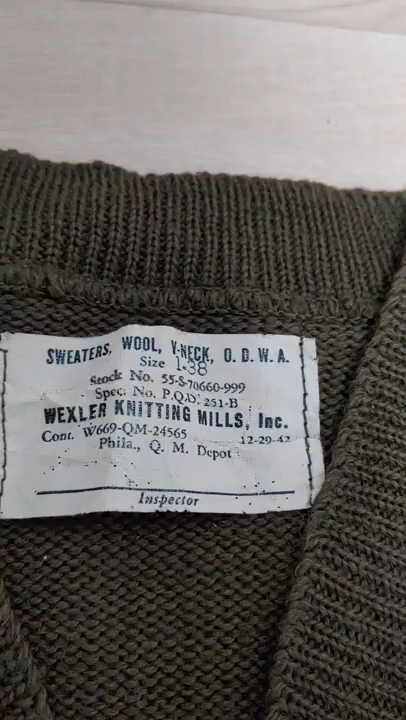 SWEATERS, WOOL, V-NECK, O. D. W. A.
Size 1-38
Stock No. 55-S-70660-999
Spec. No. P.Q.D. 251-B
WEXLER KNITTING MILLS, Inc.
Cont. W669-QM-24565 12-29-42
Phila., Q. M. Depot
Inspector